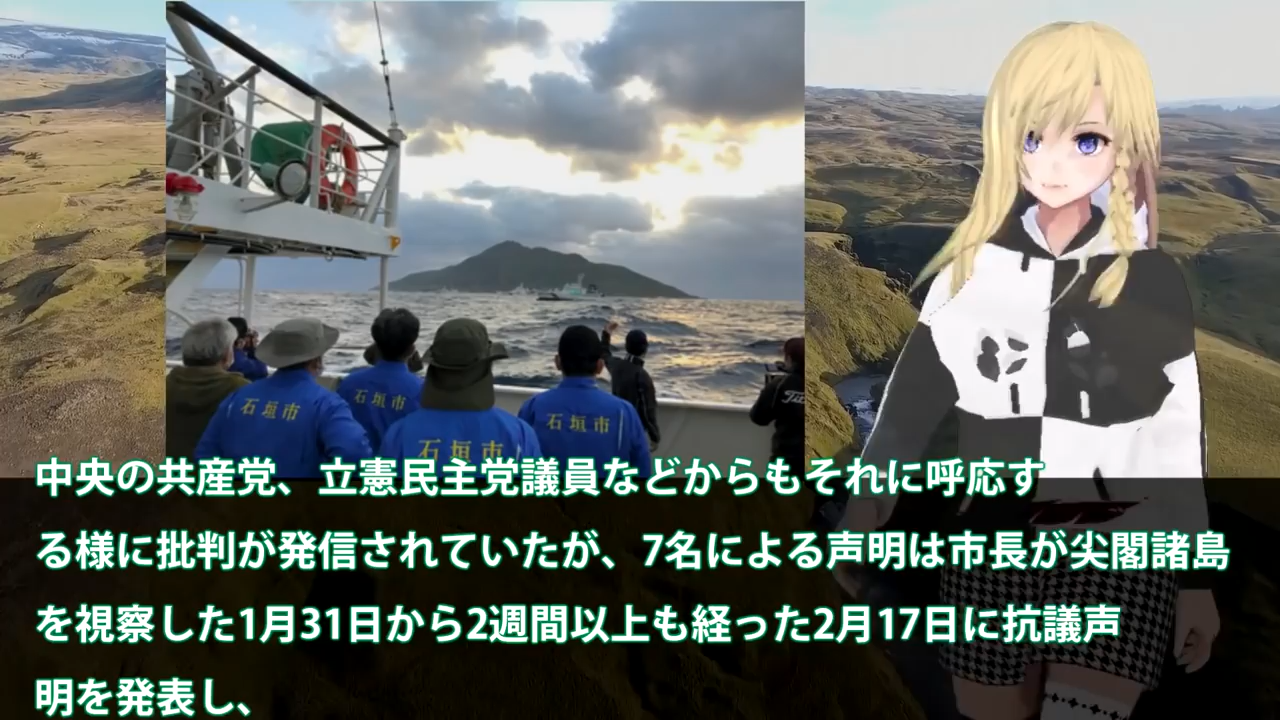 石垣市
石垣市
石垣市
石垣市
中央の共産党、立憲民主党議員などからもそれに呼応す
る様に批判が発信されていたが、7名による声明は市長が尖閣諸島
を視察した1月31日から2週間以上も経った2月17日に抗議声
明を発表し、